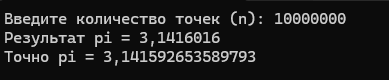 Введите количество точек (n): 10000000
Результат pi = 3,1416016
Точно pi = 3,141592653589793